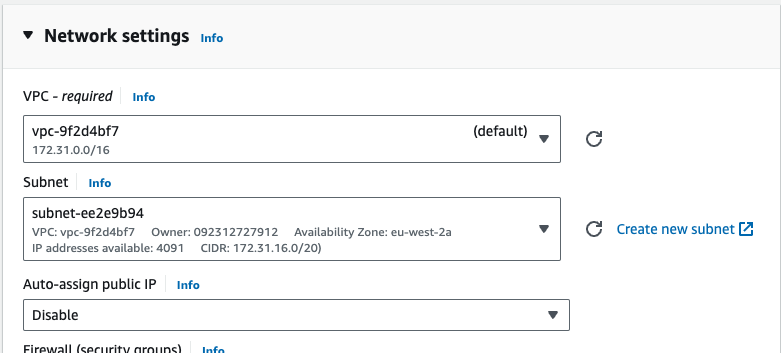 Network settings Info
VPC - required Info
vpc-9f2d4bf7 (default)
172.31.0.0/16
Subnet Info
subnet-ee2e9b94
VPC: vpc-9f2d4bf7 Owner: 092312727912 Availability Zone: eu-west-2a
IP addresses available: 4091 CIDR: 172.31.16.0/20)
Create new subnet
Auto-assign public IP Info
Disable
Firewall (security groups) Info